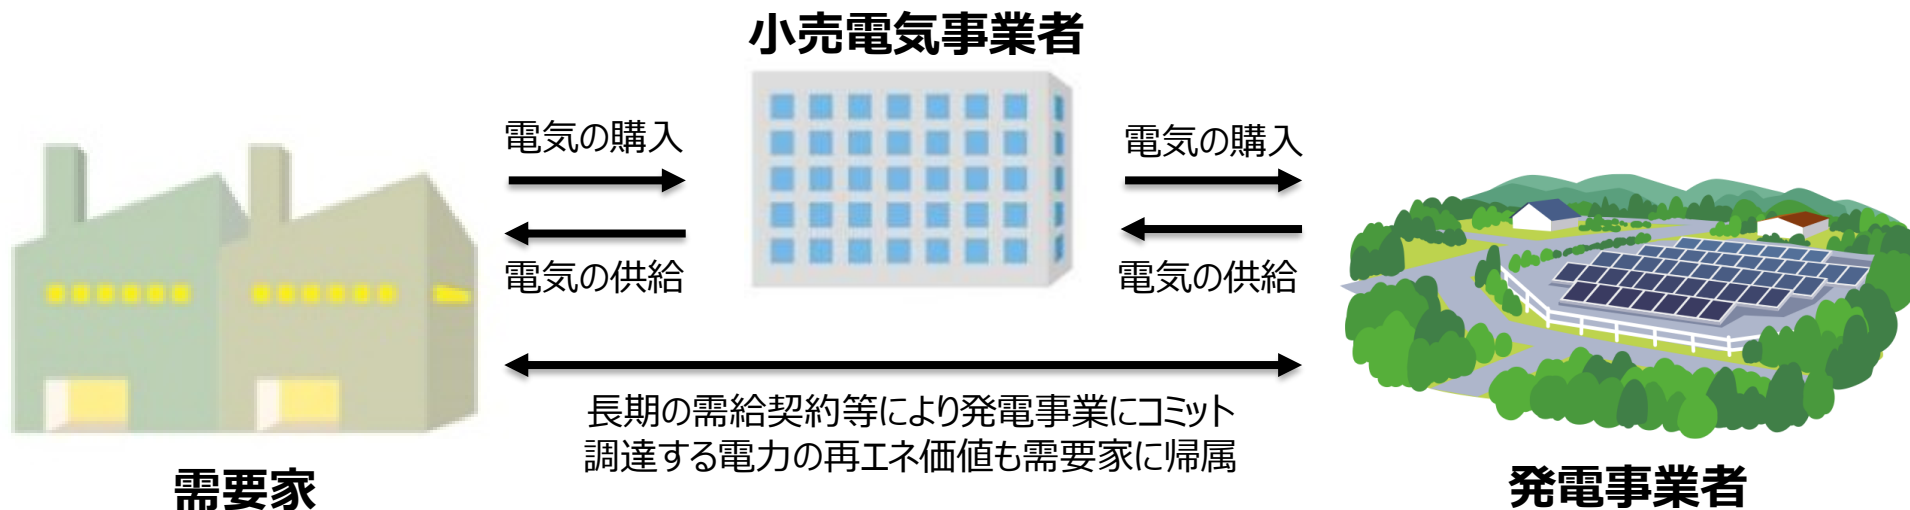 小売電気事業者
電気の購入
電気の供給
電気の購入
電気の供給
長期の需給契約等により発電事業にコミット
調達する電力の再エネ価値も需要家に帰属
需要家
発電事業者